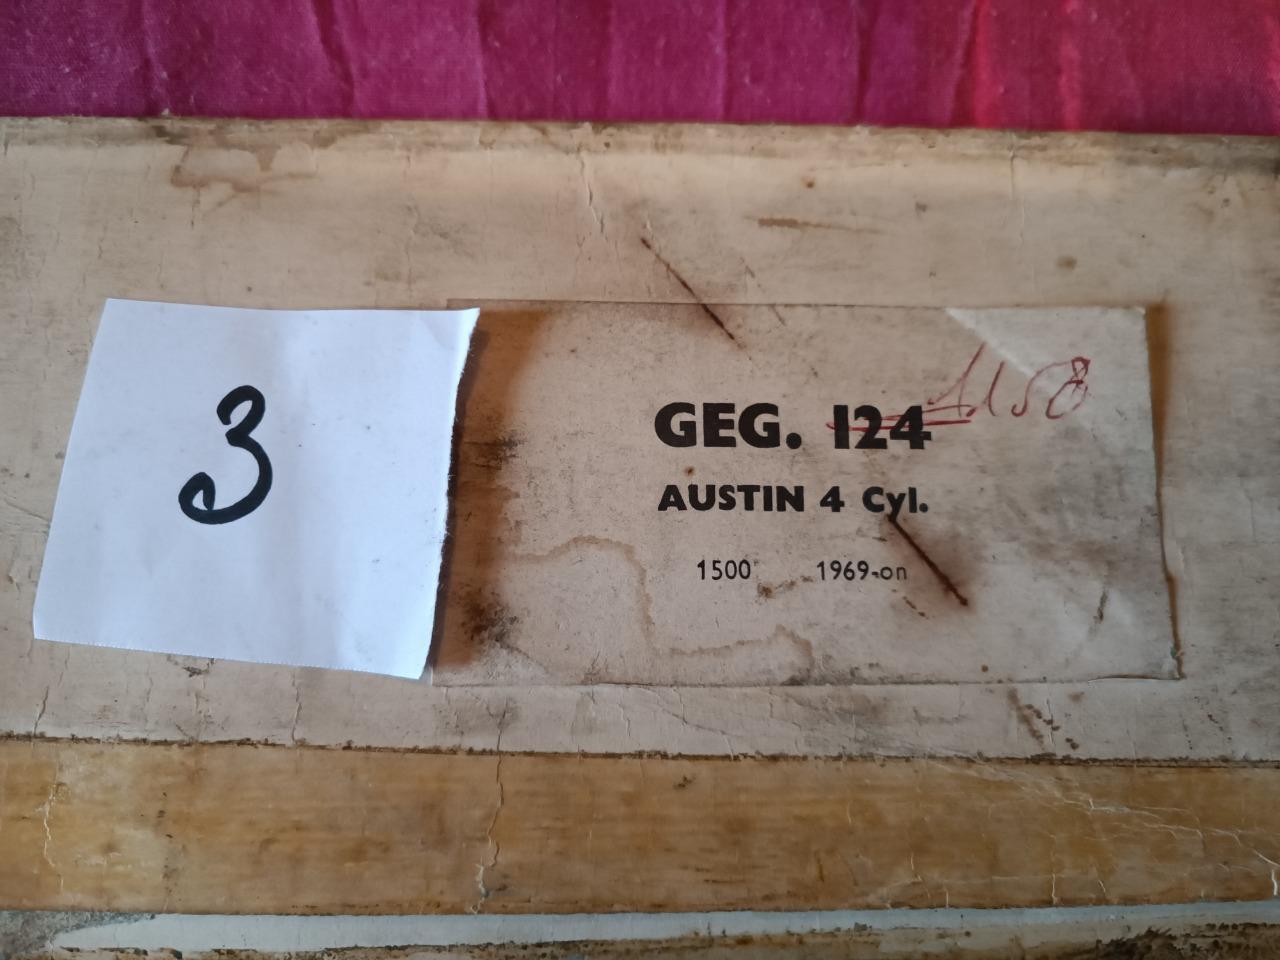 3
1158
GEG. 124
AUSTIN 4 Cyl.
1500 1969-on